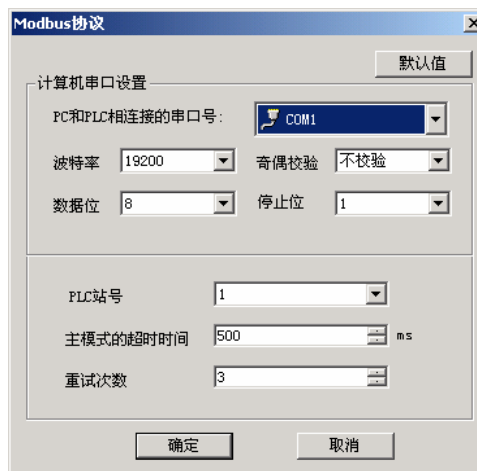 Modbus协议
默认值
计算机串口设置
PC和PLC相连接的串口号: COM1
波特率 19200 奇偶校验 不校验
数据位 8 停止位 1
PLC站号 1
主模式的超时时间 500 ms
重试次数 3
确定 取消